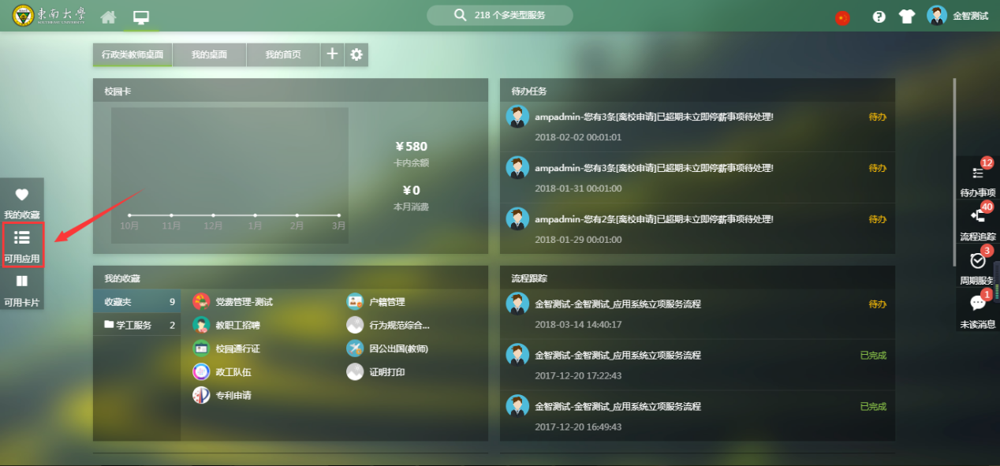 東南大學
SOUTHEAST UNIVERSITY
218 个多类型服务
金智测试
行政类教师桌面
我的桌面
我的首页
校园卡
¥580
卡内余额
¥0
本月消费
10月 11月 12月 1月 2月 3月
待办任务
ampadmin-您有3条[离校申请]已超期未立即停薪事项待处理!
待办
2018-02-02 00:01:01
ampadmin-您有3条[离校申请]已超期未立即停薪事项待处理!
待办
2018-01-31 00:01:00
ampadmin-您有2条[离校申请]已超期未立即停薪事项待处理!
待办
2018-01-29 00:01:00
我的收藏
可用应用
可用卡片
我的收藏
收藏夹 9
学工服务 2
党费管理-测试
户籍管理
教职工招聘
行为规范综合...
校园通行证
因公出国(教师)
政工队伍
证明打印
专利申请
流程跟踪
金智测试-金智测试_应用系统立项服务流程
待办
2018-03-14 14:40:17
金智测试-金智测试_应用系统立项服务流程
已完成
2017-12-20 17:22:43
金智测试-金智测试_应用系统立项服务流程
已完成
2017-12-20 16:49:43
12
待办事项
40
流程追踪
3
周期服务
1
未读消息